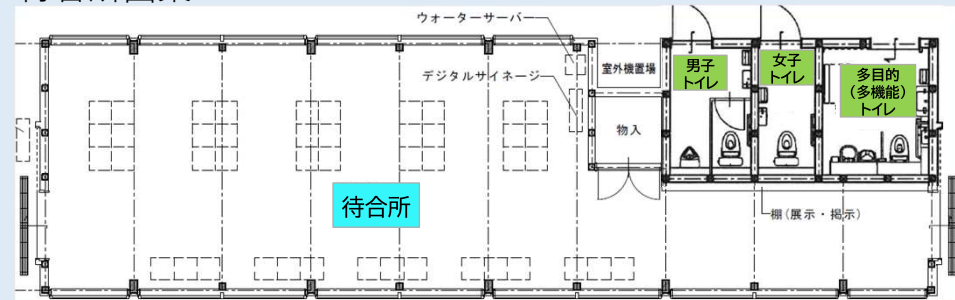 ウォーターサーバー
デジタルサイネージ
室外機置場
物入
男子
トイレ
女子
トイレ
多目的
(多機能)
トイレ
待合所
棚(展示・掲示)